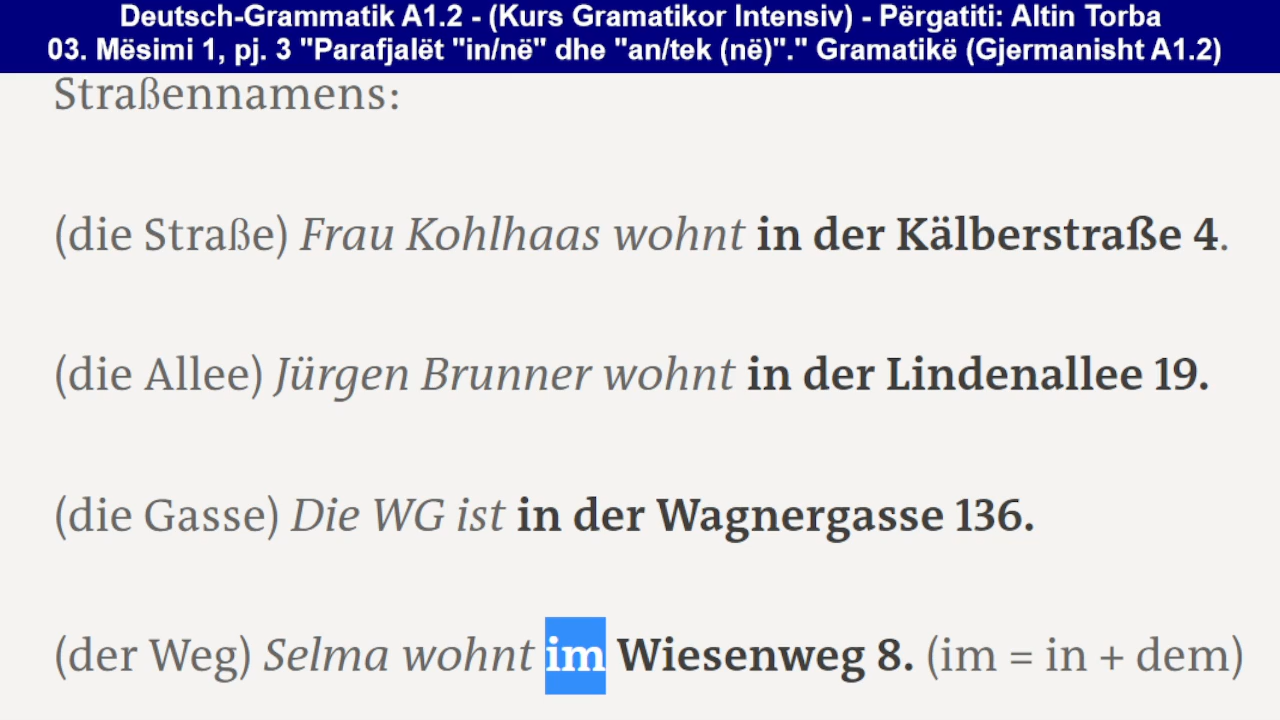 Deutsch-Grammatik A1.2 - (Kurs Gramatikor Intensiv) - Përgatiti: Altin Torba
03. Mësimi 1, pj. 3 "Parafjalët "in/në" dhe "an/tek (në)"." Gramatikë (Gjermanisht A1.2)
Straßennamens:
(die Straße) Frau Kohlhaas wohnt in der Kälberstraße 4.
(die Allee) Jürgen Brunner wohnt in der Lindenallee 19.
(die Gasse) Die WG ist in der Wagnergasse 136.
(der Weg) Selma wohnt im Wiesenweg 8. (im = in + dem)